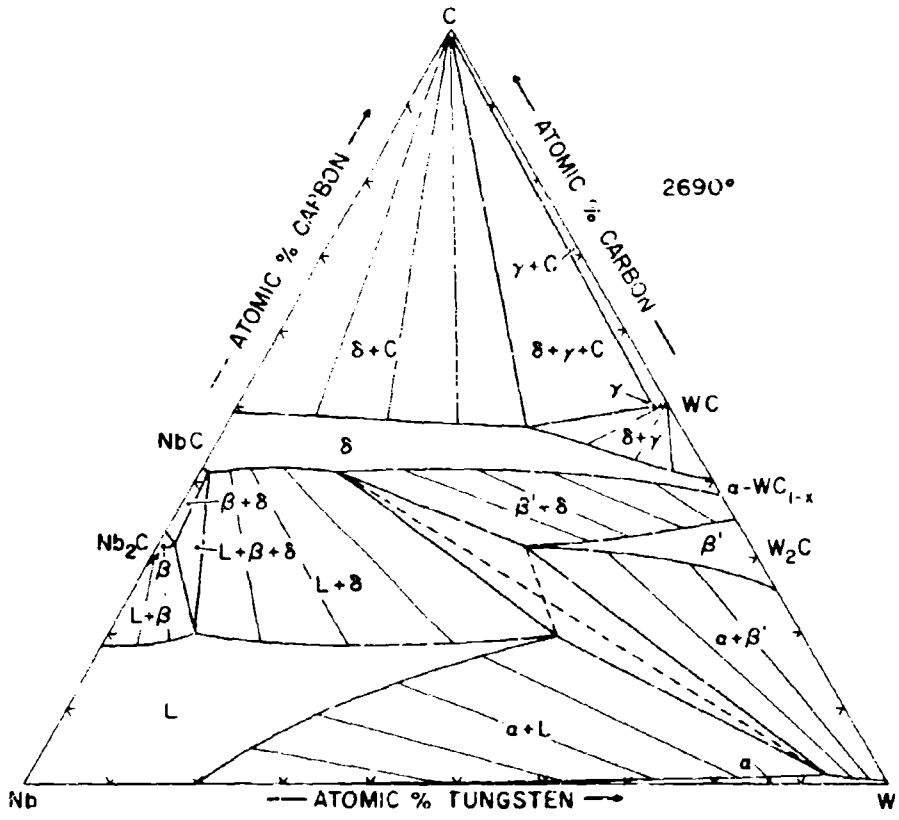 C
ATOMIC % CARBON
ATOMIC % CARBON
2690°
γ+C
δ+C
δ+γ+C
γ
WC
δ+γ
NbC
δ
α-WC₁₋ₓ
β+δ
β'+δ
Nb₂C
L+β+δ
β'
W₂C
β
L+δ
L+β
α+β'
L
α+L
α
Nb
ATOMIC % TUNGSTEN
W